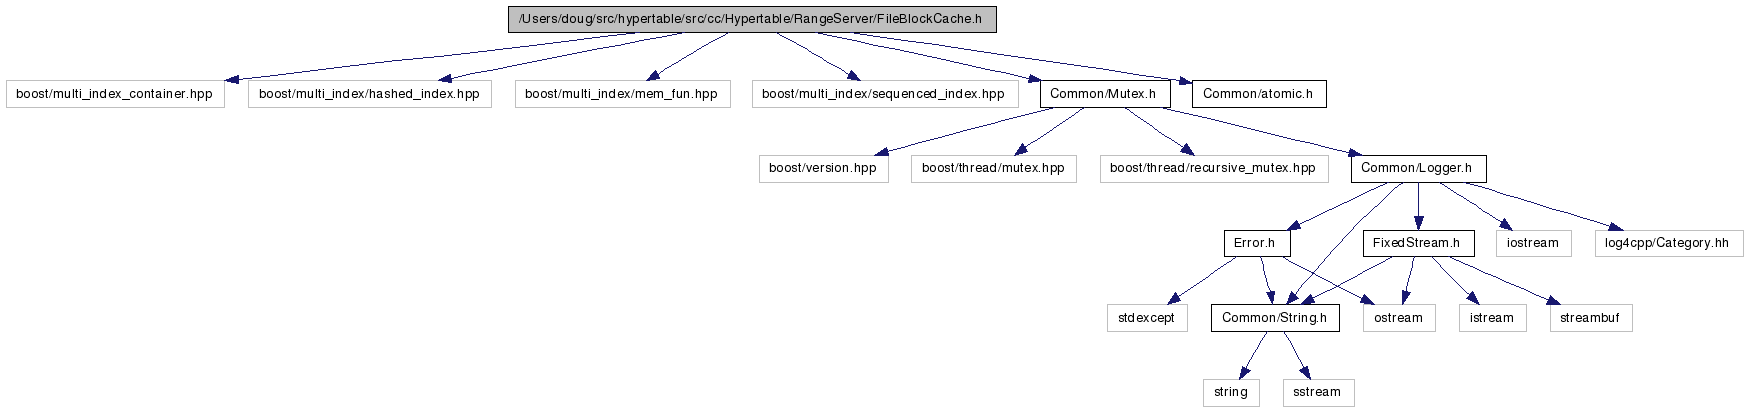 /Users/doug/src/hypertable/src/cc/Hypertable/RangeServer/FileBlockCache.h
boost/multi_index_container.hpp
boost/multi_index/hashed_index.hpp
boost/multi_index/mem_fun.hpp
boost/multi_index/sequenced_index.hpp
Common/Mutex.h
Common/atomic.h
boost/version.hpp
boost/thread/mutex.hpp
boost/thread/recursive_mutex.hpp
Common/Logger.h
Error.h
FixedStream.h
iostream
log4cpp/Category.hh
stdexcept
Common/String.h
ostream
istream
streambuf
string
sstream